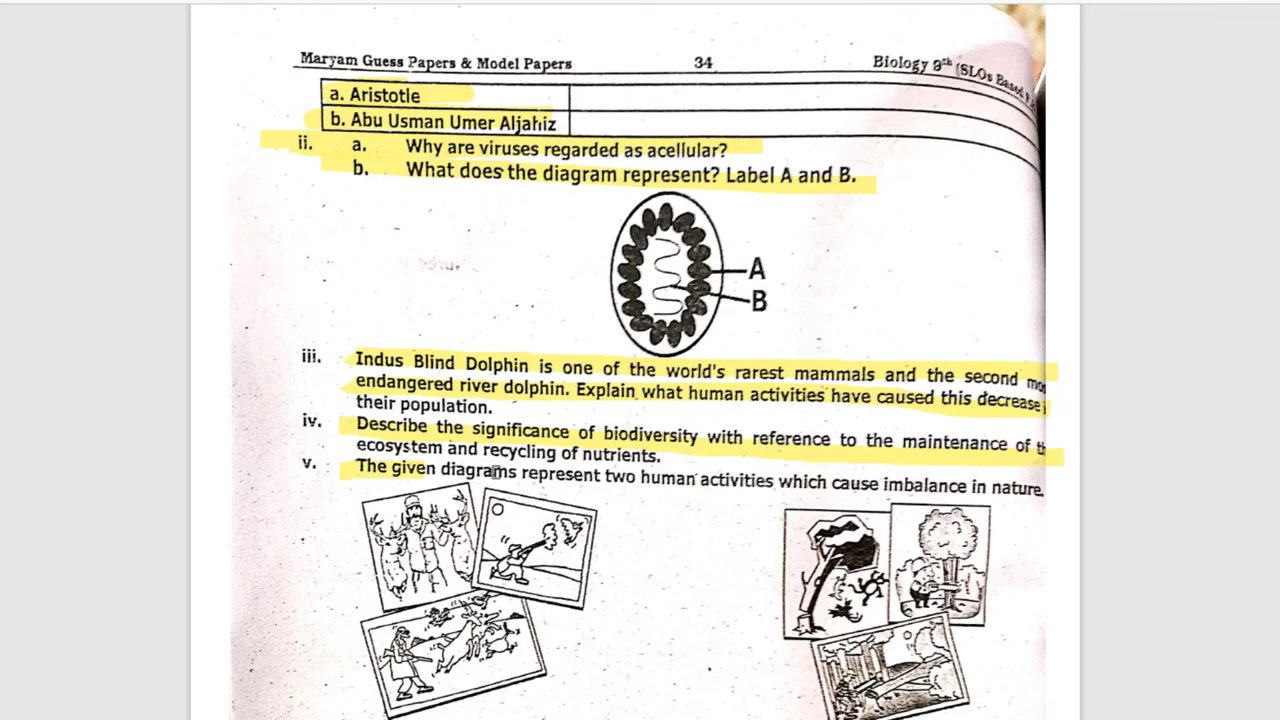 Maryam Guess Papers & Model Papers 34 Biology 9th (SLOs Based
a. Aristotle
b. Abu Usman Umer Aljahiz
ii. a. Why are viruses regarded as acellular?
b. What does the diagram represent? Label A and B.
A
B
iii. Indus Blind Dolphin is one of the world's rarest mammals and the second
endangered river dolphin. Explain what human activities have caused this decrease
their population.
iv. Describe the significance of biodiversity with reference to the maintenance of
ecosystem and recycling of nutrients.
v. The given diagrams represent two human activities which cause imbalance in nature.